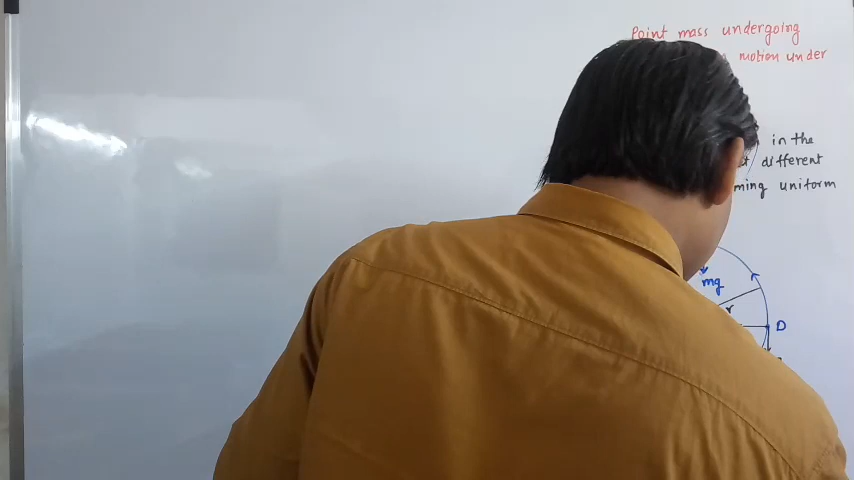 Point mass undergoing
motion under
in the
different
ming uniform
mg
r
D